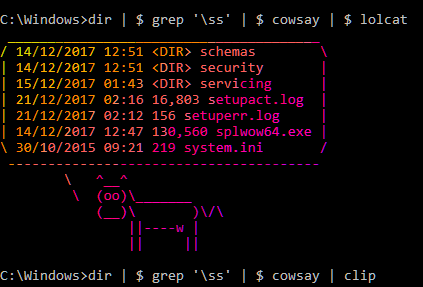 C:\Windows>dir | $ grep '\ss' | $ cowsay | $ lolcat
 _______________________________________
/ 14/12/2017 12:51 <DIR> schemas        \
| 14/12/2017 12:51 <DIR> security       |
| 15/12/2017 01:43 <DIR> servicing      |
| 21/12/2017 02:16 16,803 setupact.log  |
| 21/12/2017 02:12 156 setuperr.log     |
| 14/12/2017 12:47 130,560 splwow64.exe |
\ 30/10/2015 09:21 219 system.ini       /
 ---------------------------------------
        \   ^__^
         \  (oo)\_______
            (__)\       )\/\
                ||----w |
                ||     ||
C:\Windows>dir | $ grep '\ss' | $ cowsay | clip